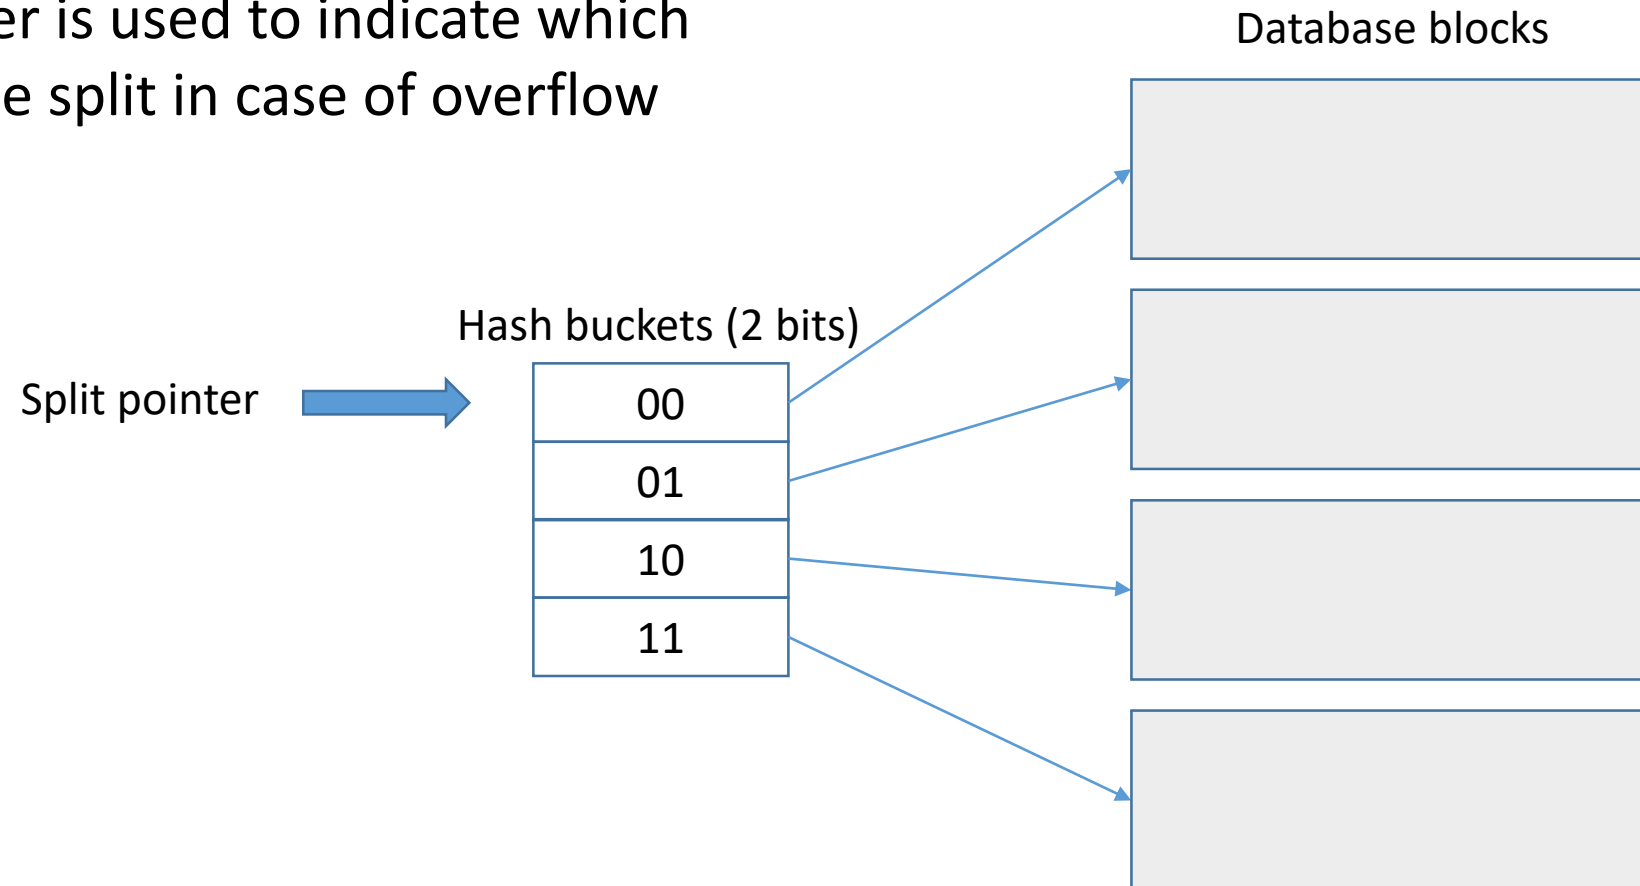 er is used to indicate which
e split in case of overflow
Database blocks
Hash buckets (2 bits)
Split pointer
00
01
10
11